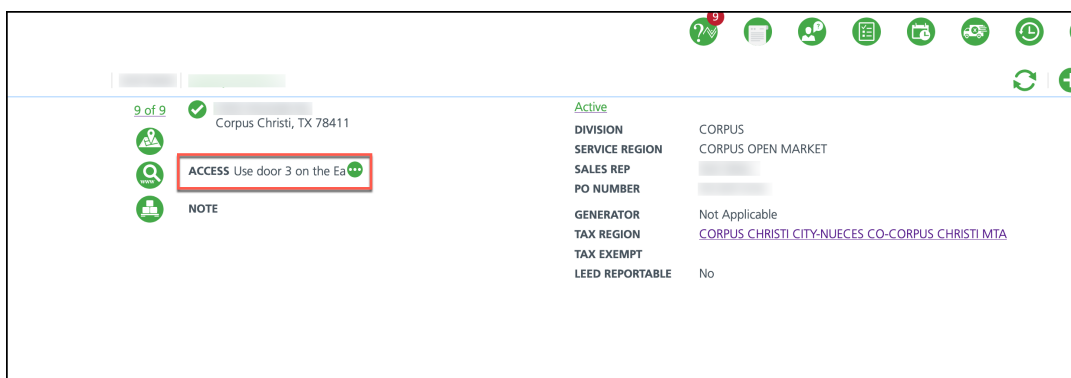 9
9 of 9
Corpus Christi, TX 78411
www
ACCESS Use door 3 on the Ea
NOTE
Active
DIVISION CORPUS
SERVICE REGION CORPUS OPEN MARKET
SALES REP
PO NUMBER
GENERATOR Not Applicable
TAX REGION CORPUS CHRISTI CITY-NUECES CO-CORPUS CHRISTI MTA
TAX EXEMPT
LEED REPORTABLE No